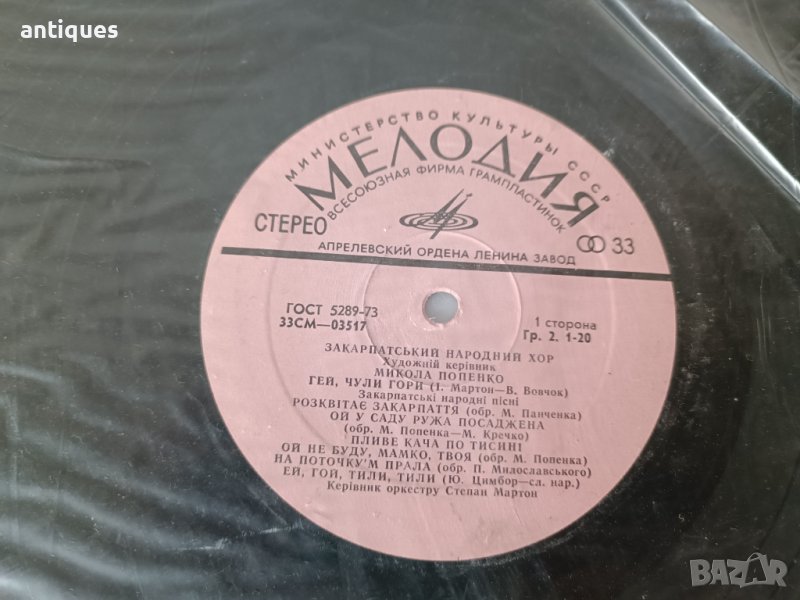 antiques
МИНИСТЕРСТВО КУЛЬТУРЫ СССР
МЕЛОДИЯ
ВСЕСОЮЗНАЯ ФИРМА ГРАМПЛАСТИНОК
СТЕРЕО
33
АПРЕЛЕВСКИЙ ОРДЕНА ЛЕНИНА ЗАВОД
ГОСТ 5289-73
33СМ—03517
1 сторона
Гр. 2. 1-20
ЗАКАРПАТСЬКИЙ НАРОДНИЙ ХОР
Художній керівник
МИКОЛА ПОПЕНКО
ГЕЙ, ЧУЛИ ГОРИ (І. Мартон—В. Вовчок)
Закарпатські народні пісні
РОЗКВІТАЄ ЗАКАРПАТТЯ (обр. М. Панченка)
ОЙ У САДУ РУЖА ПОСАДЖЕНА
(обр. М. Попенка—М. Кречко)
ПЛИВЕ КАЧА ПО ТИСИНІ
ОЙ НЕ БУДУ, МАМКО, ТВОЯ (обр. М. Попенка)
НА ПОТОЧКУ'М ПРАЛА (обр. П. Милославського)
ЕЙ, ГОЙ, ТИЛИ, ТИЛИ (Ю. Цимбор—сл. нар.)
Керівник оркестру Степан Мартон
BAZAR